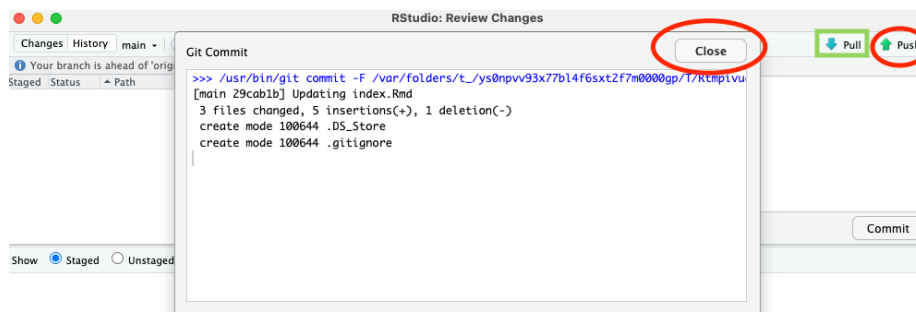 RStudio: Review Changes
Changes History main
Git Commit
Close
Pull
Push
Your branch is ahead of 'origi
Staged Status Path
>>> /usr/bin/git commit -F /var/folders/t_/ys0npvv93x77bl4f6sxt2f7m0000gp/T/Rtmpivu
[main 29cab1b] Updating index.Rmd
3 files changed, 5 insertions(+), 1 deletion(-)
create mode 100644 .DS_Store
create mode 100644 .gitignore
Commit
Show Staged Unstaged